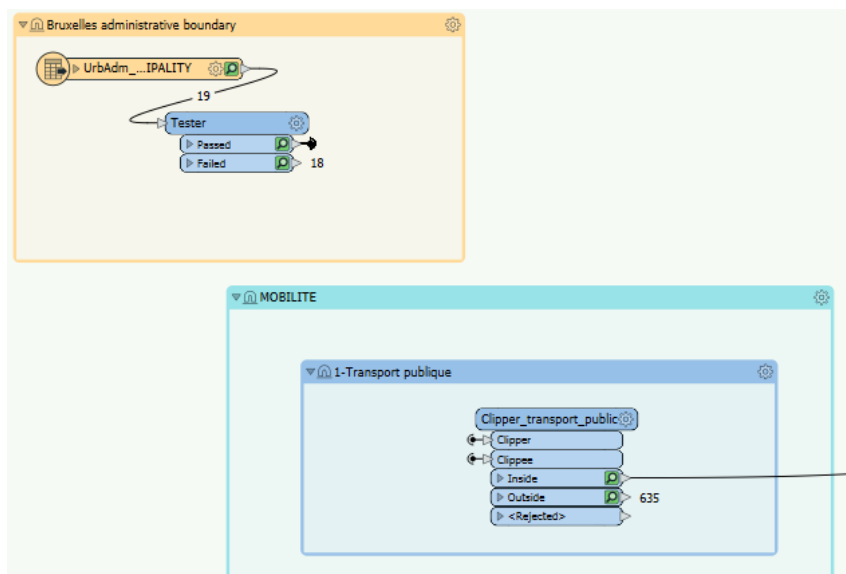 Bruxelles administrative boundary
UrbAdm_...IPALITY
19
Tester
Passed
Failed
18
MOBILITE
1-Transport publique
Clipper_transport_public
Clipper
Clippee
Inside
Outside
635
<Rejected>